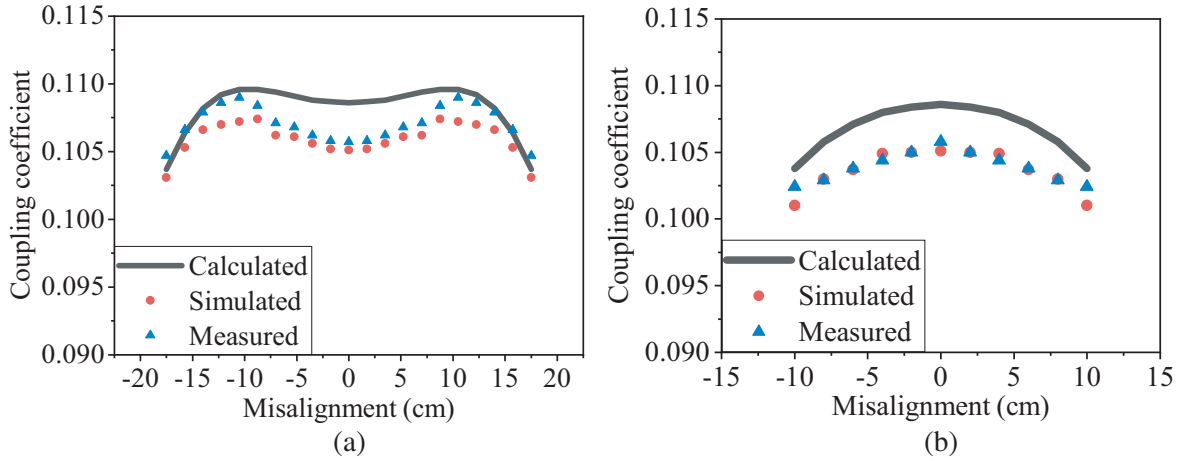 0.115
0.110
0.105
0.100
0.095
0.090
Coupling coefficient
Calculated
Simulated
Measured
-20 -15 -10 -5 0 5 10 15 20
Misalignment (cm)
(a)
0.115
0.110
0.105
0.100
0.095
0.090
Coupling coefficient
Calculated
Simulated
Measured
-15 -10 -5 0 5 10 15
Misalignment (cm)
(b)